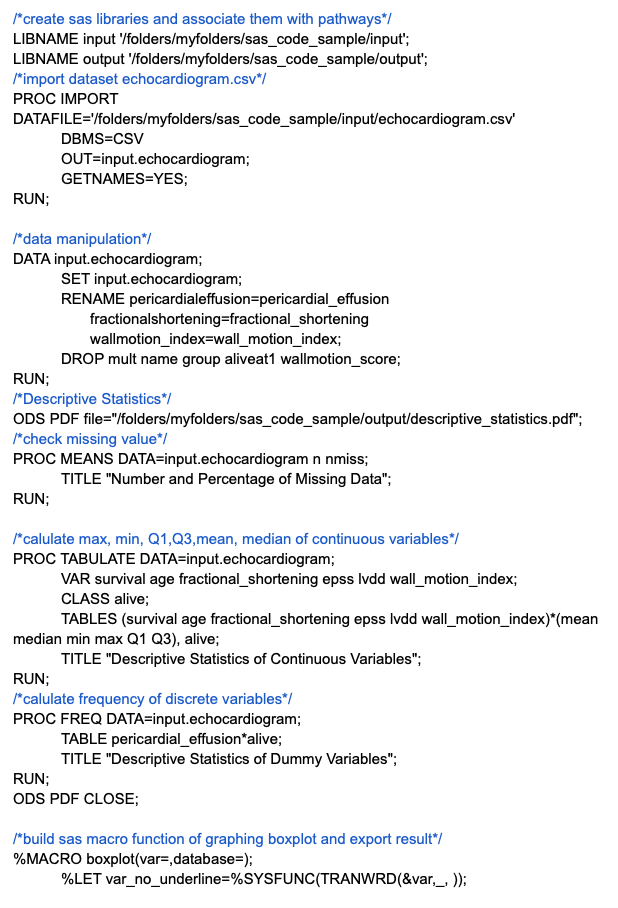 /*create sas libraries and associate them with pathways*/
LIBNAME input '/folders/myfolders/sas_code_sample/input';
LIBNAME output '/folders/myfolders/sas_code_sample/output';
/*import dataset echocardiogram.csv*/
PROC IMPORT
DATAFILE='/folders/myfolders/sas_code_sample/input/echocardiogram.csv'
DBMS=CSV
OUT=input.echocardiogram;
GETNAMES=YES;
RUN;
/*data manipulation*/
DATA input.echocardiogram;
SET input.echocardiogram;
RENAME pericardialeffusion=pericardial_effusion
fractionalshortening=fractional_shortening
wallmotion_index=wall_motion_index;
DROP mult name group aliveat1 wallmotion_score;
RUN;
/*Descriptive Statistics*/
ODS PDF file="/folders/myfolders/sas_code_sample/output/descriptive_statistics.pdf";
/*check missing value*/
PROC MEANS DATA=input.echocardiogram n nmiss;
TITLE "Number and Percentage of Missing Data";
RUN;
/*calulate max, min, Q1,Q3,mean, median of continuous variables*/
PROC TABULATE DATA=input.echocardiogram;
VAR survival age fractional_shortening epss lvdd wall_motion_index;
CLASS alive;
TABLES (survival age fractional_shortening epss lvdd wall_motion_index)*(mean
median min max Q1 Q3), alive;
TITLE "Descriptive Statistics of Continuous Variables";
RUN;
/*calulate frequency of discrete variables*/
PROC FREQ DATA=input.echocardiogram;
TABLE pericardial_effusion*alive;
TITLE "Descriptive Statistics of Dummy Variables";
RUN;
ODS PDF CLOSE;
/*build sas macro function of graphing boxplot and export result*/
%MACRO boxplot(var=,database=);
%LET var_no_underline=%SYSFUNC(TRANWRD(&var,_, ));